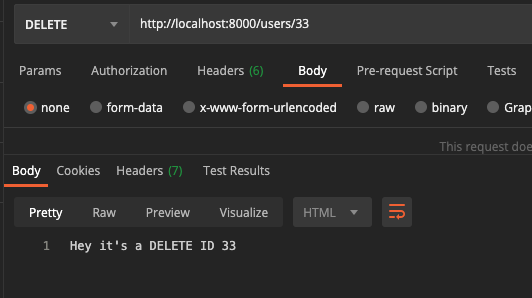 DELETE http://localhost:8000/users/33
Params Authorization Headers (6) Body Pre-request Script Tests
none form-data x-www-form-urlencoded raw binary Grap
This request doe
Body Cookies Headers (7) Test Results
Pretty Raw Preview Visualize HTML
1 Hey it's a DELETE ID 33